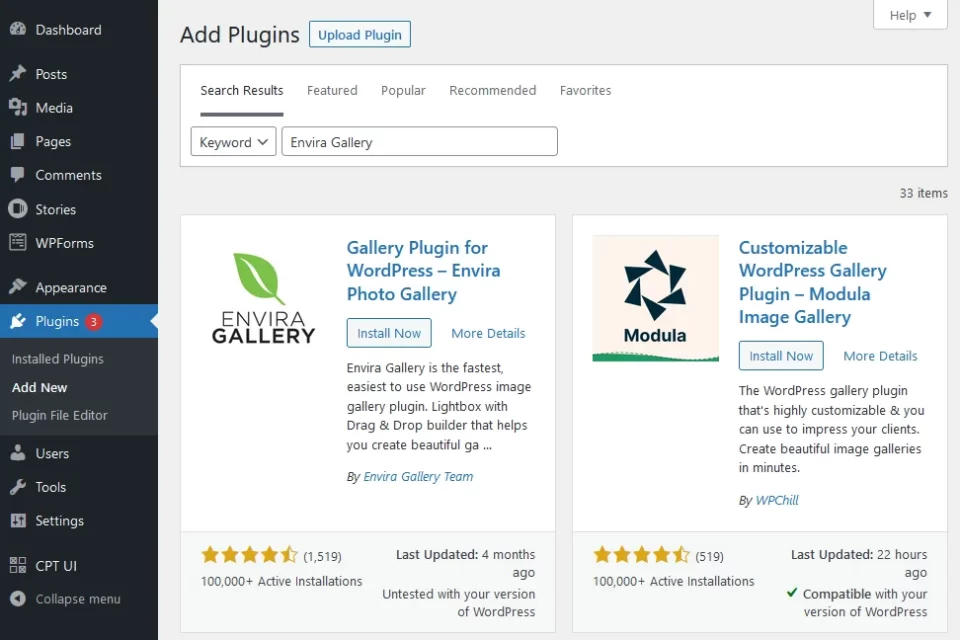 Dashboard
Posts
Media
Pages
Comments
Stories
WPForms
Appearance
Plugins 3
Installed Plugins
Add New
Plugin File Editor
Users
Tools
Settings
CPT UI
Collapse menu
Help
Add Plugins Upload Plugin
Search Results Featured Popular Recommended Favorites
Keyword Envira Gallery
33 items
ENVIRA
GALLERY
Gallery Plugin for
WordPress – Envira
Photo Gallery
Install Now More Details
Envira Gallery is the fastest,
easiest to use WordPress image
gallery plugin. Lightbox with
Drag & Drop builder that helps
you create beautiful ga ...
By Envira Gallery Team
(1,519)
100,000+ Active Installations
Last Updated: 4 months
ago
Untested with your version
of WordPress
Modula
Customizable
WordPress Gallery
Plugin – Modula
Image Gallery
Install Now More Details
The WordPress gallery plugin
that's highly customizable & you
can use to impress your clients.
Create beautiful image galleries
in minutes.
By WPChill
(519)
100,000+ Active Installations
Last Updated: 22 hours
ago
Compatible with your
version of WordPress